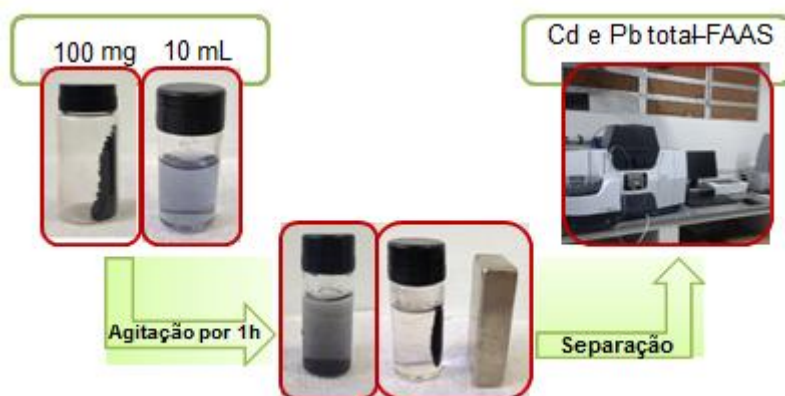 100 mg 10 mL
Cd e Pb total-FAAS
Agitação por 1h
Separação